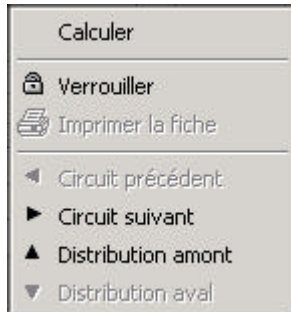 Calculer
Verrouiller
Imprimer la fiche
Circuit précédent
Circuit suivant
Distribution amont
Distribution aval